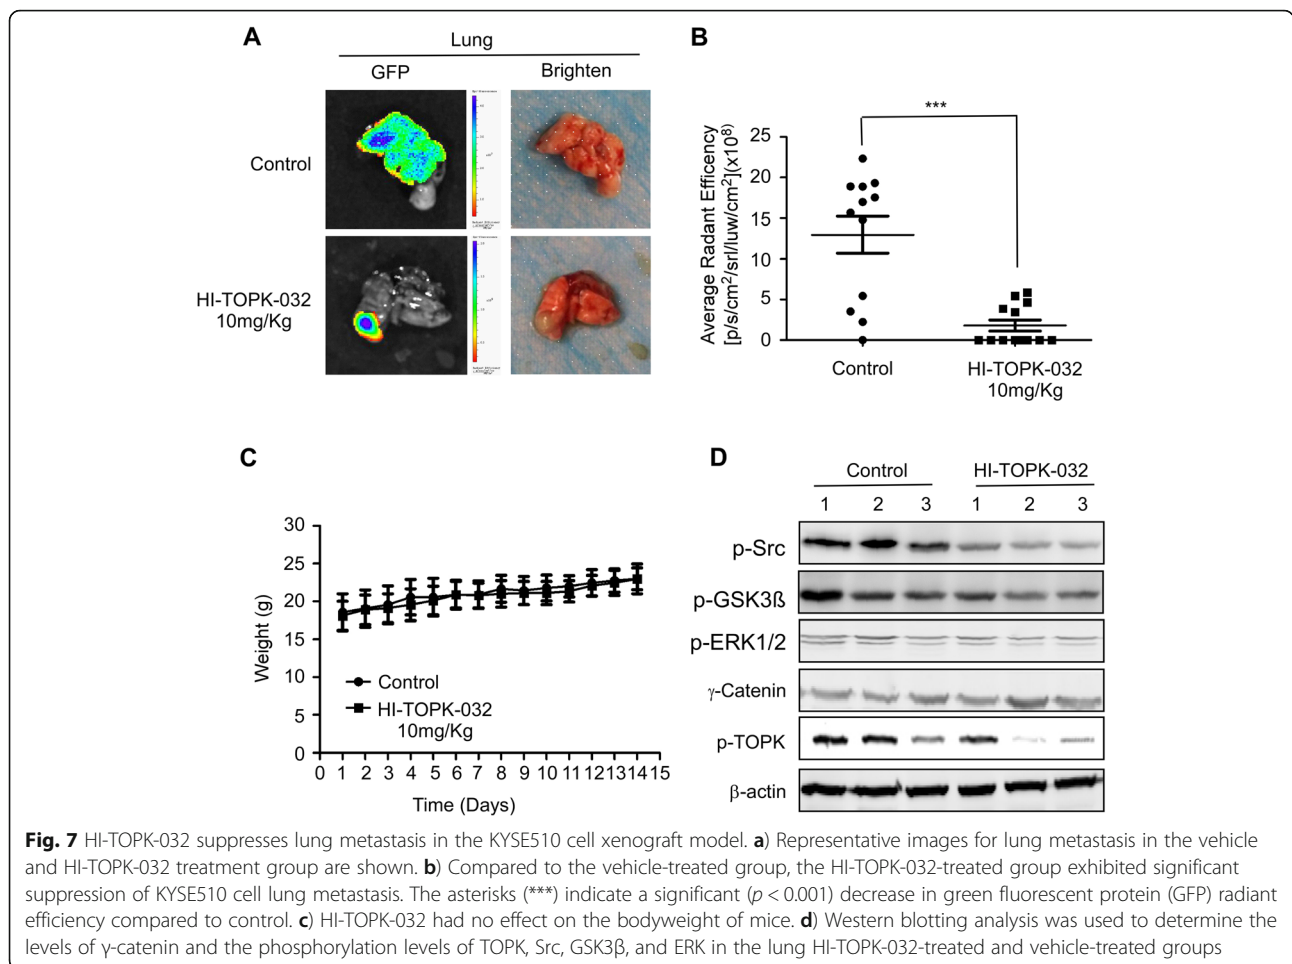 A
Lung
GFP
Brighten
Control
HI-TOPK-032
10mg/Kg
B
***
Average Radant Efficency
[p/s/cm²/srl/luw/cm²](x10⁸)
25
20
15
10
5
0
Control
HI-TOPK-032
10mg/Kg
C
Weight (g)
30
25
20
15
10
5
0
Control
HI-TOPK-032
10mg/Kg
0 1 2 3 4 5 6 7 8 9 10 11 12 13 14 15
Time (Days)
D
Control HI-TOPK-032
1 2 3 1 2 3
p-Src
p-GSK3ß
p-ERK1/2
γ-Catenin
p-TOPK
β-actin
Fig. 7 HI-TOPK-032 suppresses lung metastasis in the KYSE510 cell xenograft model. a) Representative images for lung metastasis in the vehicle
and HI-TOPK-032 treatment group are shown. b) Compared to the vehicle-treated group, the HI-TOPK-032-treated group exhibited significant
suppression of KYSE510 cell lung metastasis. The asterisks (***) indicate a significant (p < 0.001) decrease in green fluorescent protein (GFP) radiant
efficiency compared to control. c) HI-TOPK-032 had no effect on the bodyweight of mice. d) Western blotting analysis was used to determine the
levels of γ-catenin and the phosphorylation levels of TOPK, Src, GSK3β, and ERK in the lung HI-TOPK-032-treated and vehicle-treated groups